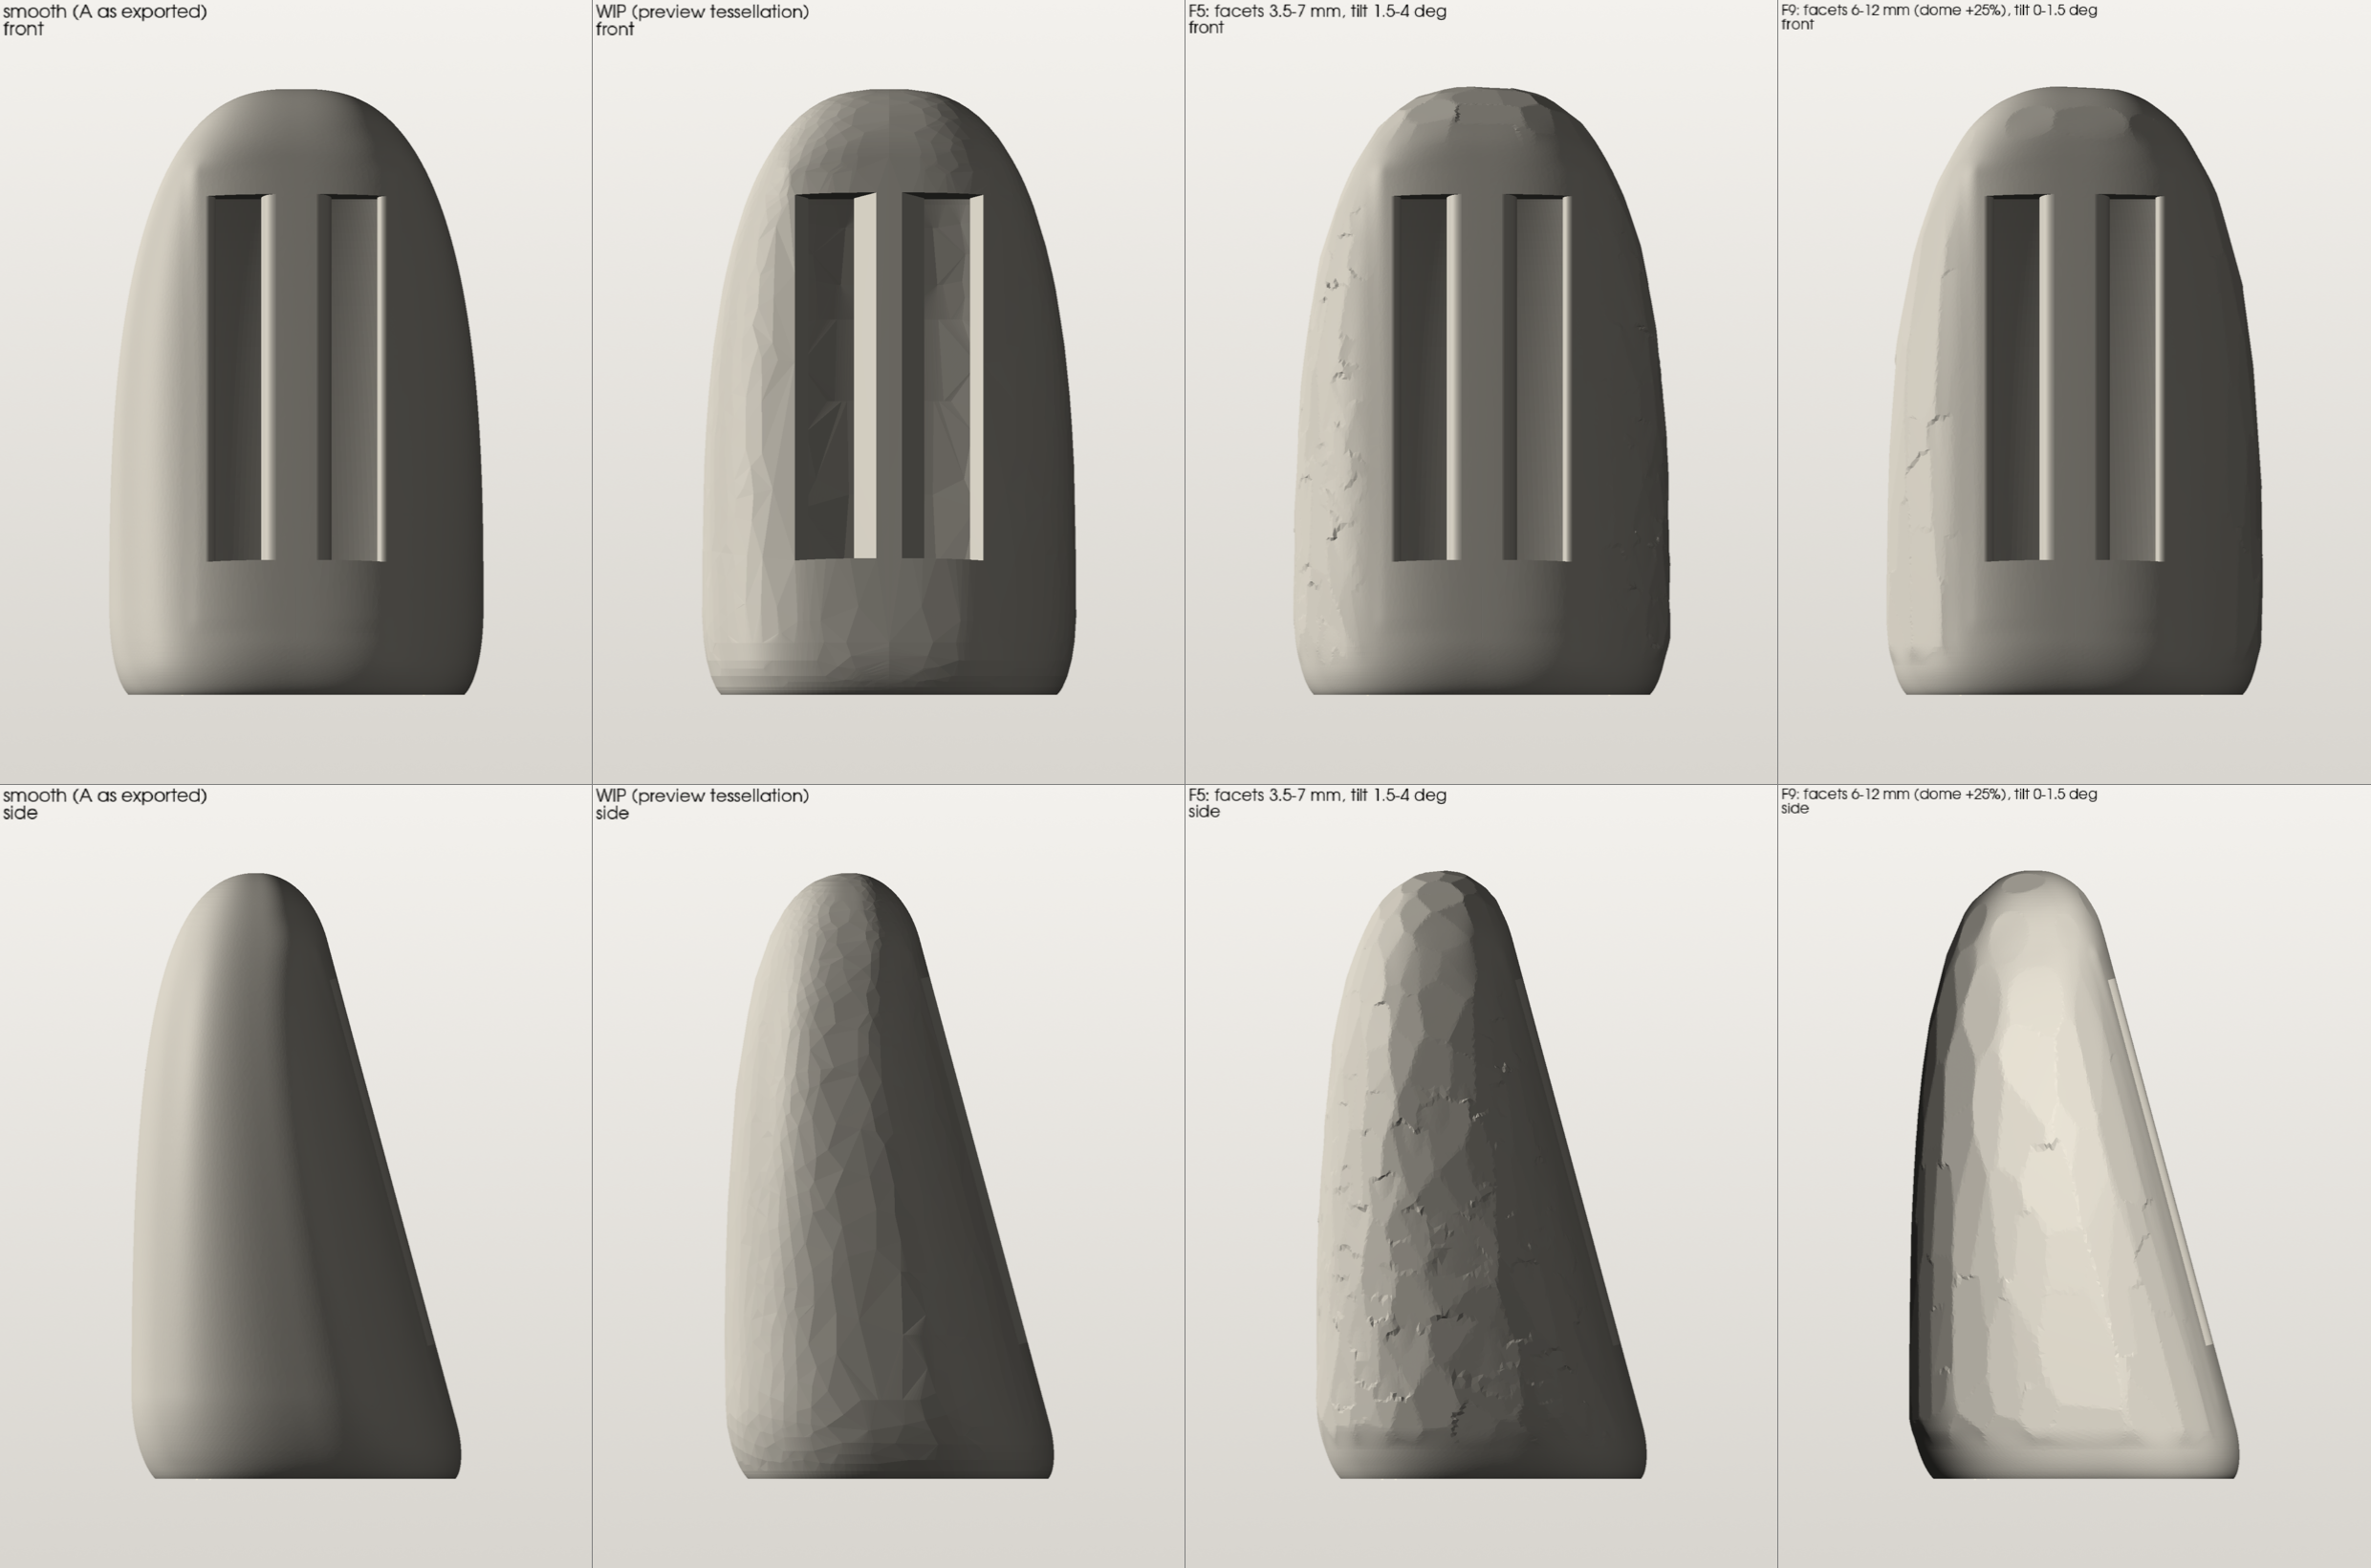 smooth (A as exported)
front
WIP (preview tessellation)
front
F5: facets 3.5-7 mm, tilt 1.5-4 deg
front
F9: facets 6-12 mm (dome +25%), tilt 0-1.5 deg
front
smooth (A as exported)
side
WIP (preview tessellation)
side
F5: facets 3.5-7 mm, tilt 1.5-4 deg
side
F9: facets 6-12 mm (dome +25%), tilt 0-1.5 deg
side